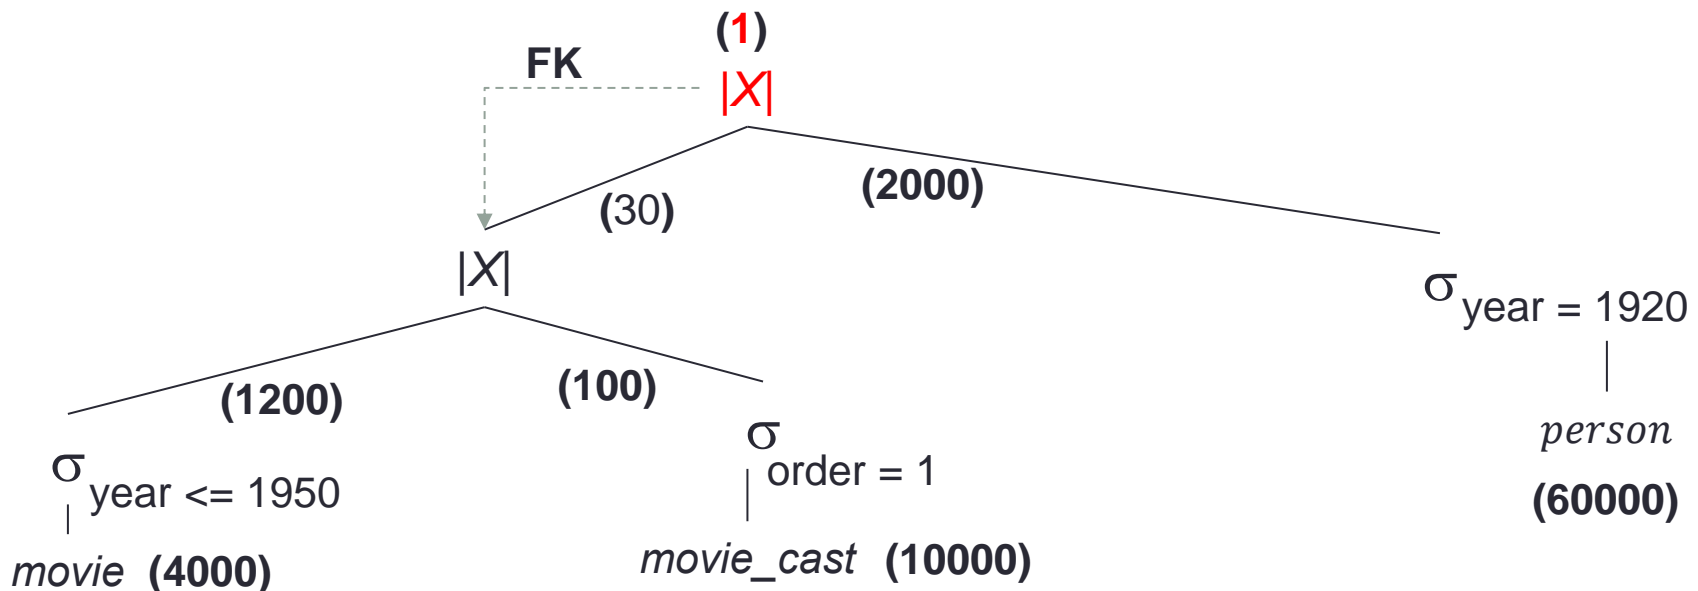 (1)
FK
|X|
(2000)
(30)
|X|
σ year = 1920
(1200)
(100)
person
σ year <= 1950
σ order = 1
(60000)
movie (4000)
movie_cast (10000)